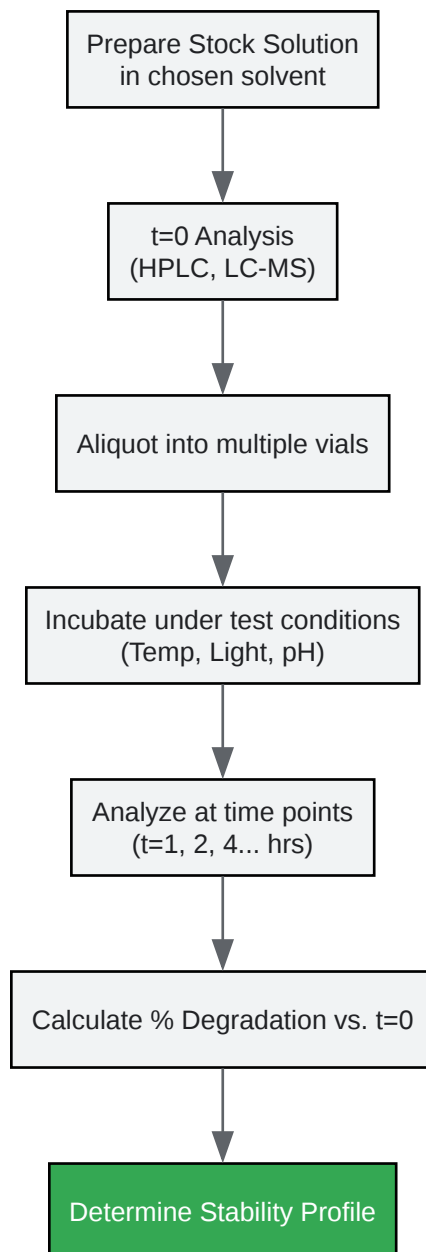 Prepare Stock Solution
in chosen solvent
t=0 Analysis
(HPLC, LC-MS)
Aliquot into multiple vials
Incubate under test conditions
(Temp, Light, pH)
Analyze at time points
(t=1, 2, 4... hrs)
Calculate % Degradation vs. t=0
Determine Stability Profile